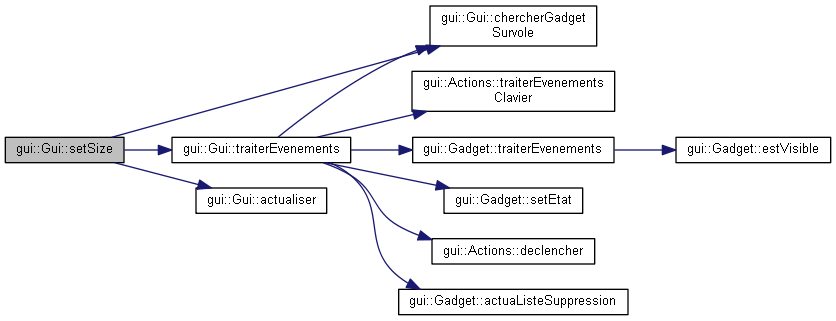 gui::Gui::chercherGadget
Survole
gui::Actions::traiterEvenements
Clavier
gui::Gui::setSize
gui::Gui::traiterEvenements
gui::Gadget::traiterEvenements
gui::Gadget::estVisible
gui::Gui::actualiser
gui::Gadget::setEtat
gui::Actions::declencher
gui::Gadget::actuaListeSuppression